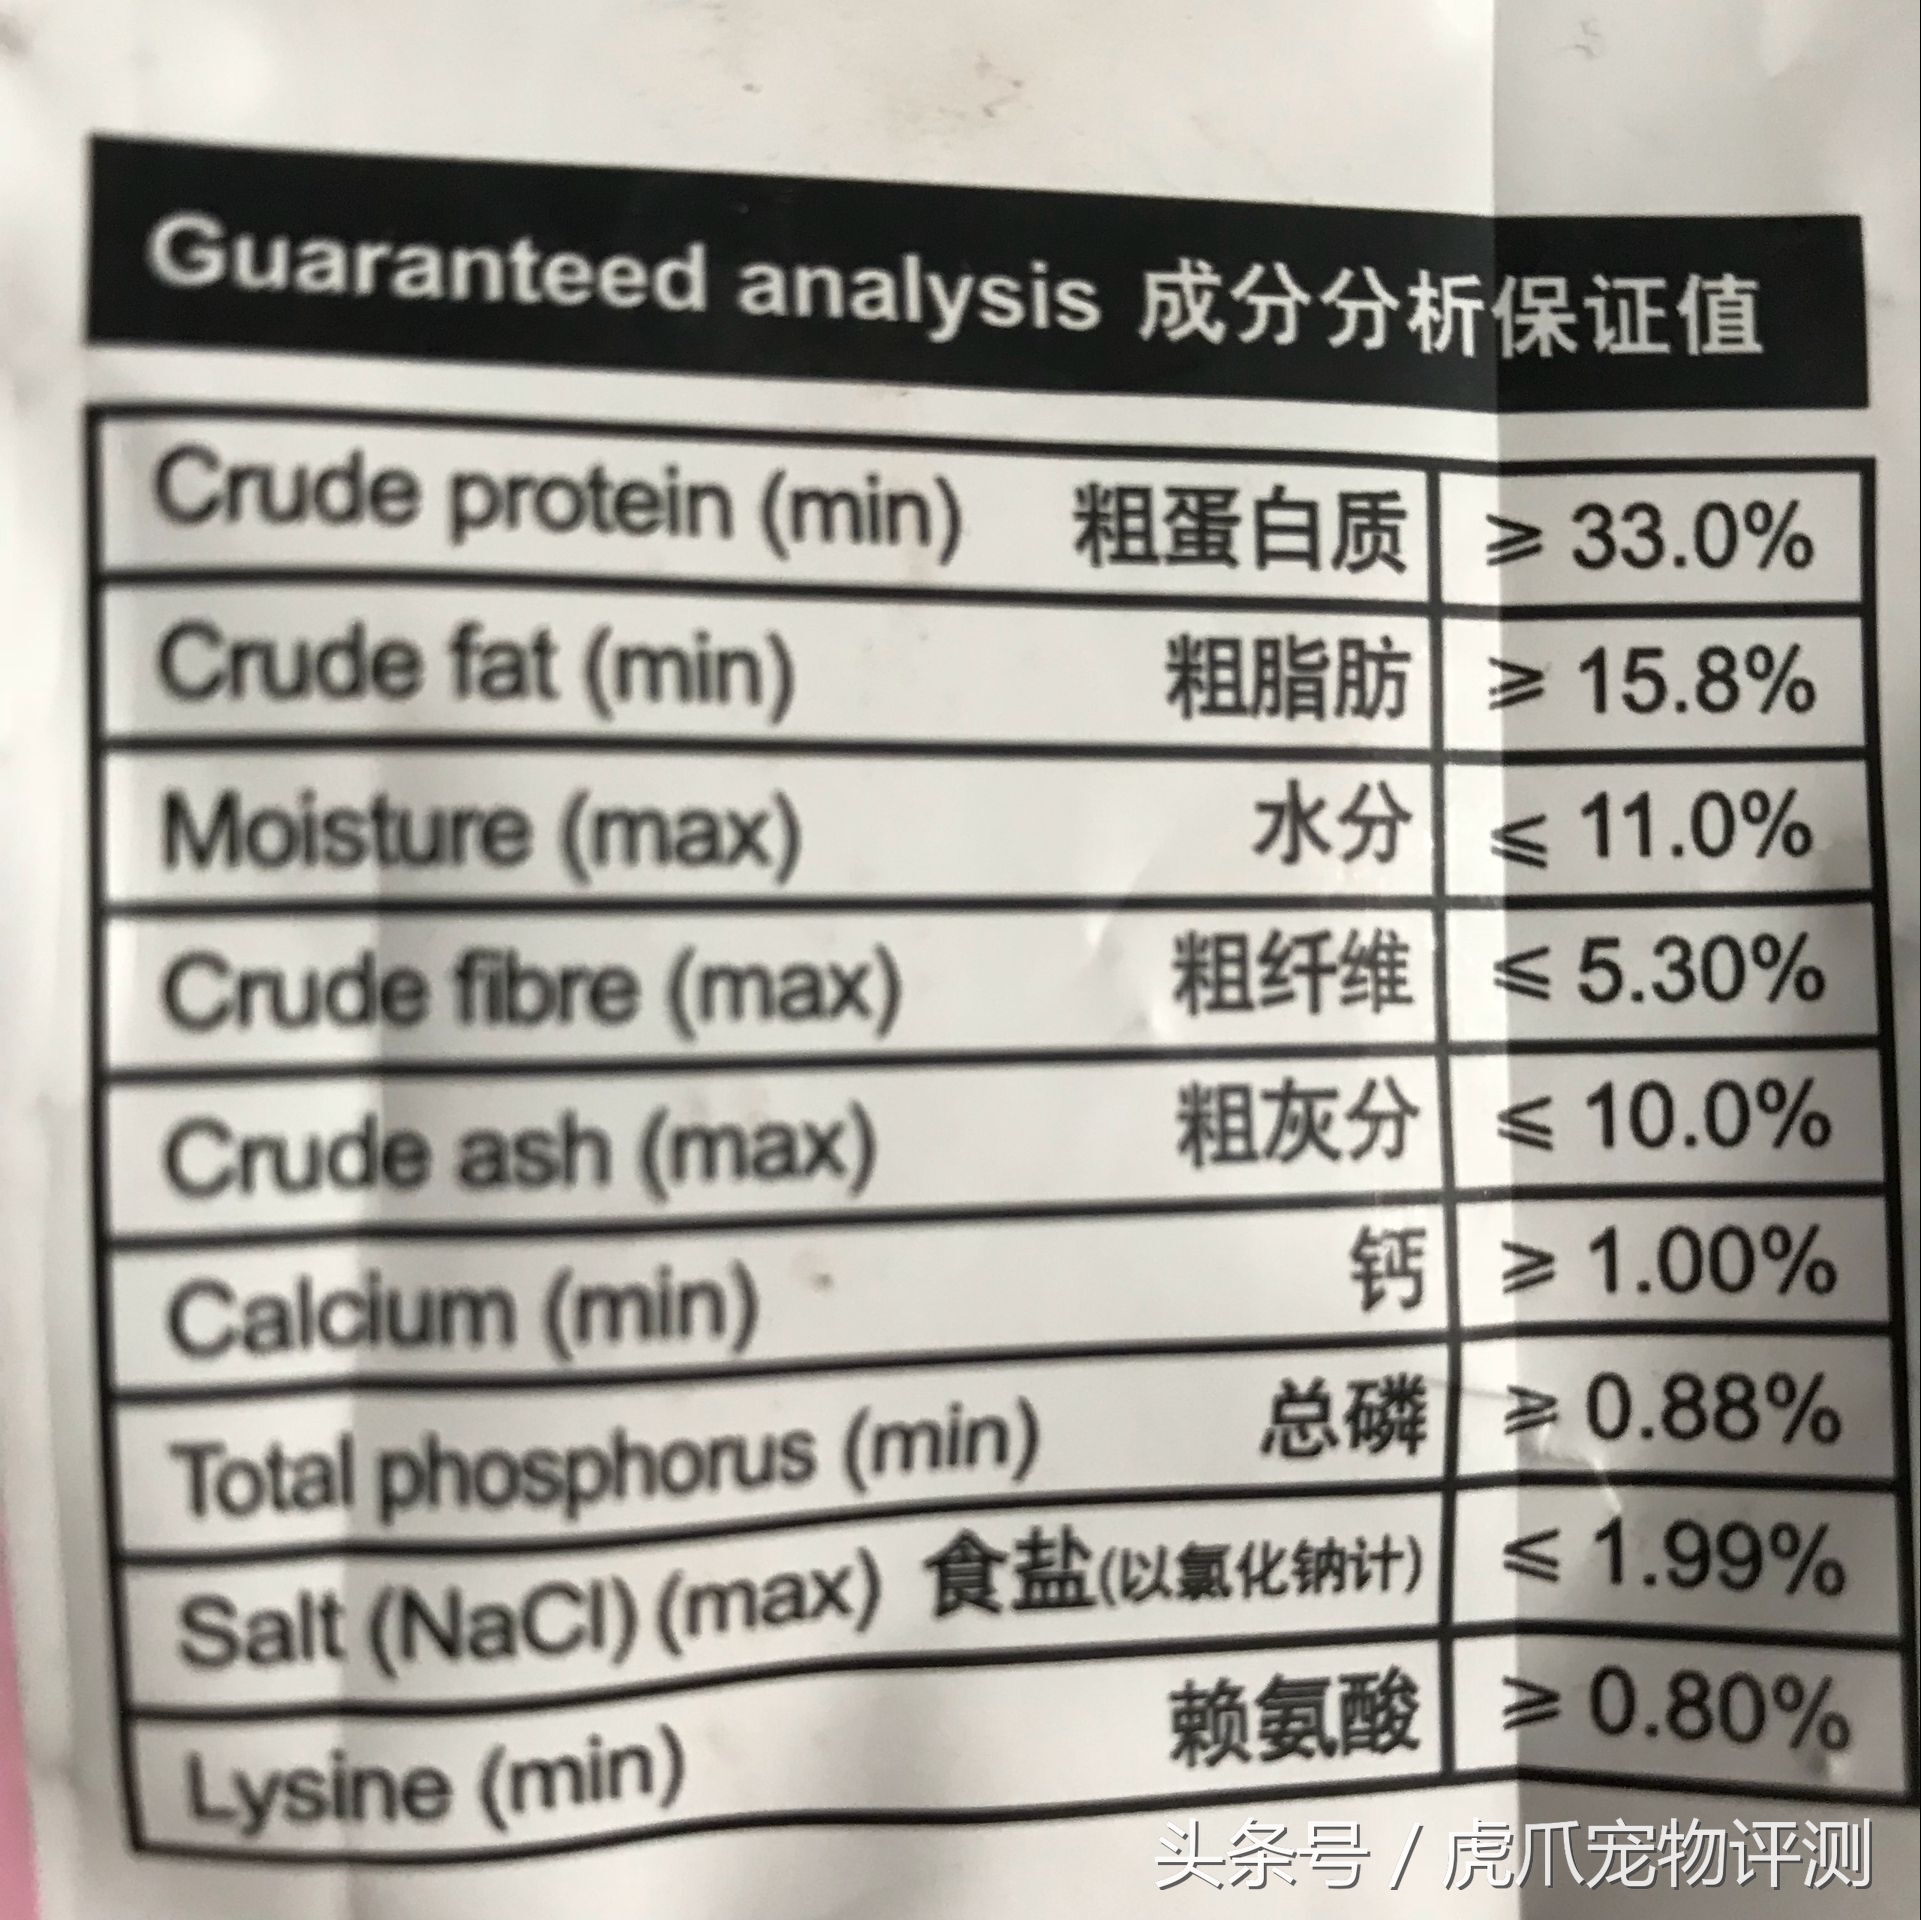 Guaranteed analysis 成分分析保证值
Crude protein (min) 粗蛋白质 ⩾ 33.0%
Crude fat (min) 粗脂肪 ⩾ 15.8%
Moisture (max) 水分 ⩽ 11.0%
Crude fibre (max) 粗纤维 ⩽ 5.30%
Crude ash (max) 粗灰分 ⩽ 10.0%
Calcium (min) 钙 ⩾ 1.00%
Total phosphorus (min) 总磷 ⩾ 0.88%
Salt (NaCl) (max) 食盐(以氯化钠计) ⩽ 1.99%
Lysine (min) 赖氨酸 ⩾ 0.80%
头条号 / 虎爪宠物评测